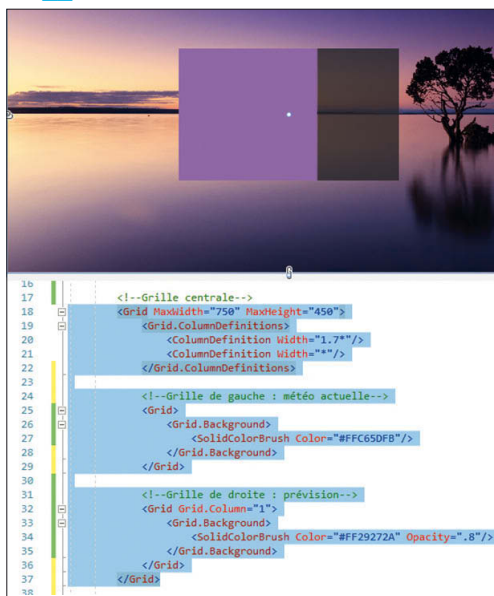 16
17 <!--Grille centrale-->
18 <Grid MaxWidth="750" MaxHeight="450">
19 <Grid.ColumnDefinitions>
20 <ColumnDefinition Width="1.7*"/>
21 <ColumnDefinition Width="*"/>
22 </Grid.ColumnDefinitions>
23
24 <!--Grille de gauche : météo actuelle-->
25 <Grid>
26 <Grid.Background>
27 <SolidColorBrush Color="#FFC65DFB"/>
28 </Grid.Background>
29 </Grid>
30
31 <!--Grille de droite : prévision-->
32 <Grid Grid.Column="1">
33 <Grid.Background>
34 <SolidColorBrush Color="#FF29272A" Opacity=".8"/>
35 </Grid.Background>
36 </Grid>
37 </Grid>
38